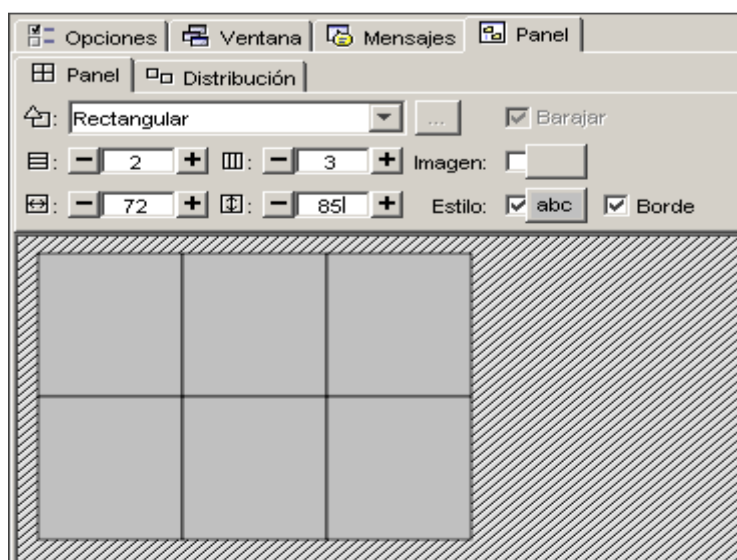 Opciones Ventana Mensajes Panel
Panel Distribución
: Rectangular ... Barajar
: 2 : 3 Imagen:
: 72 : 85 Estilo: abc Borde